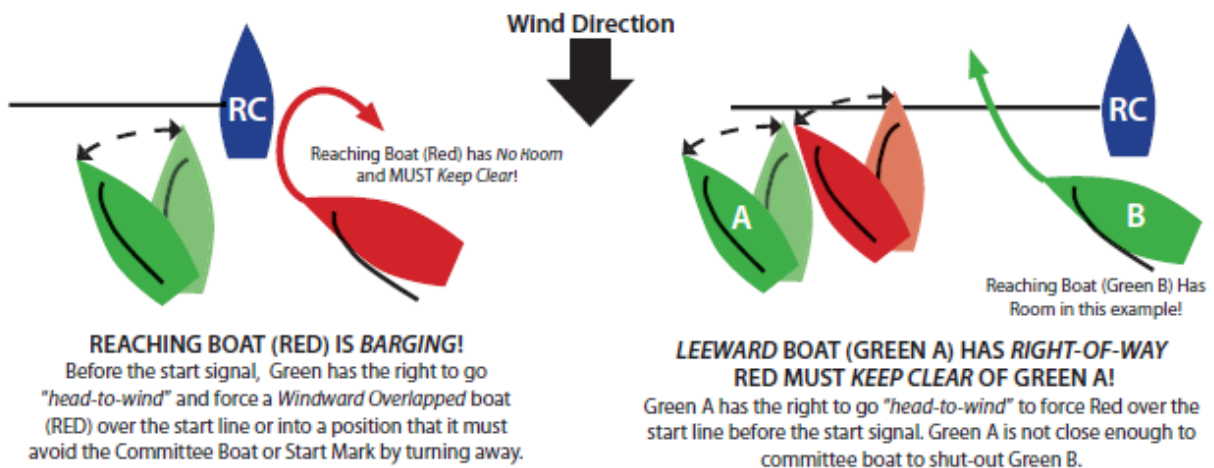 Wind Direction
RC
Reaching Boat (Red) has No Room
and MUST Keep Clear!
REACHING BOAT (RED) IS BARGING!
Before the start signal, Green has the right to go
"head-to-wind" and force a Windward Overlapped boat
(RED) over the start line or into a position that it must
avoid the Committee Boat or Start Mark by turning away.
RC
A
B
Reaching Boat (Green B) Has
Room in this example!
LEEWARD BOAT (GREEN A) HAS RIGHT-OF-WAY
RED MUST KEEP CLEAR OF GREEN A!
Green A has the right to go "head-to-wind" to force Red over the
start line before the start signal. Green A is not close enough to
committee boat to shut-out Green B.